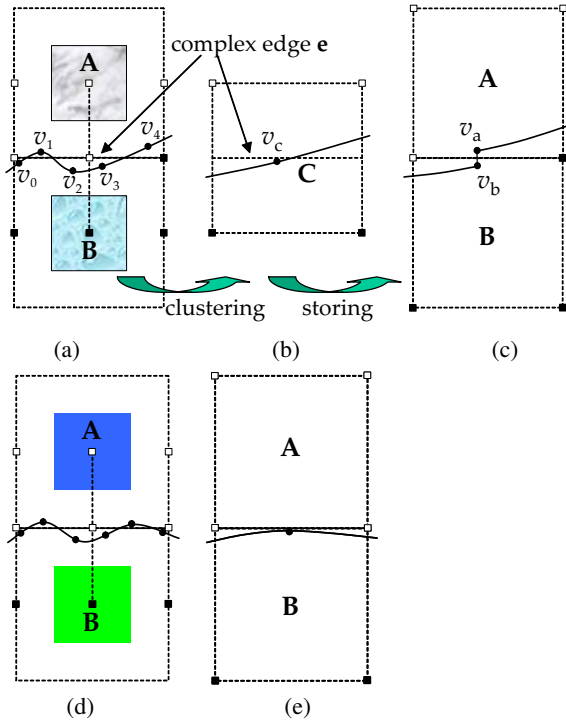 complex edge e
A
A
v1
v4
vc
va
v0
v2
v3
C
vb
B
B
clustering
storing
(a)
(b)
(c)
A
A
B
B
(d)
(e)